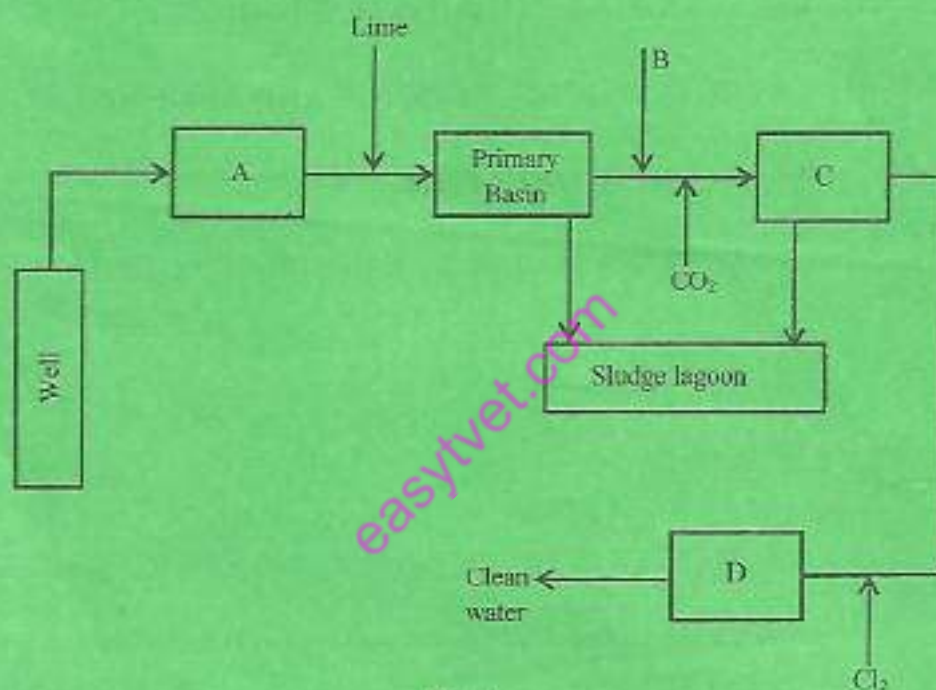 Lime
B
A
Primary
Basin
C
CO₂
Well
Sludge lagoon
easytvet.com
Clean
water
D
Cl₂